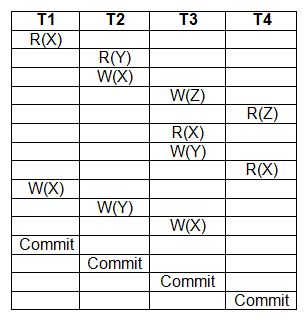 T1 T2 T3 T4
R(X)
R(Y)
W(X)
W(Z)
R(Z)
R(X)
W(Y)
R(X)
W(X)
W(Y)
W(X)
Commit
Commit
Commit
Commit